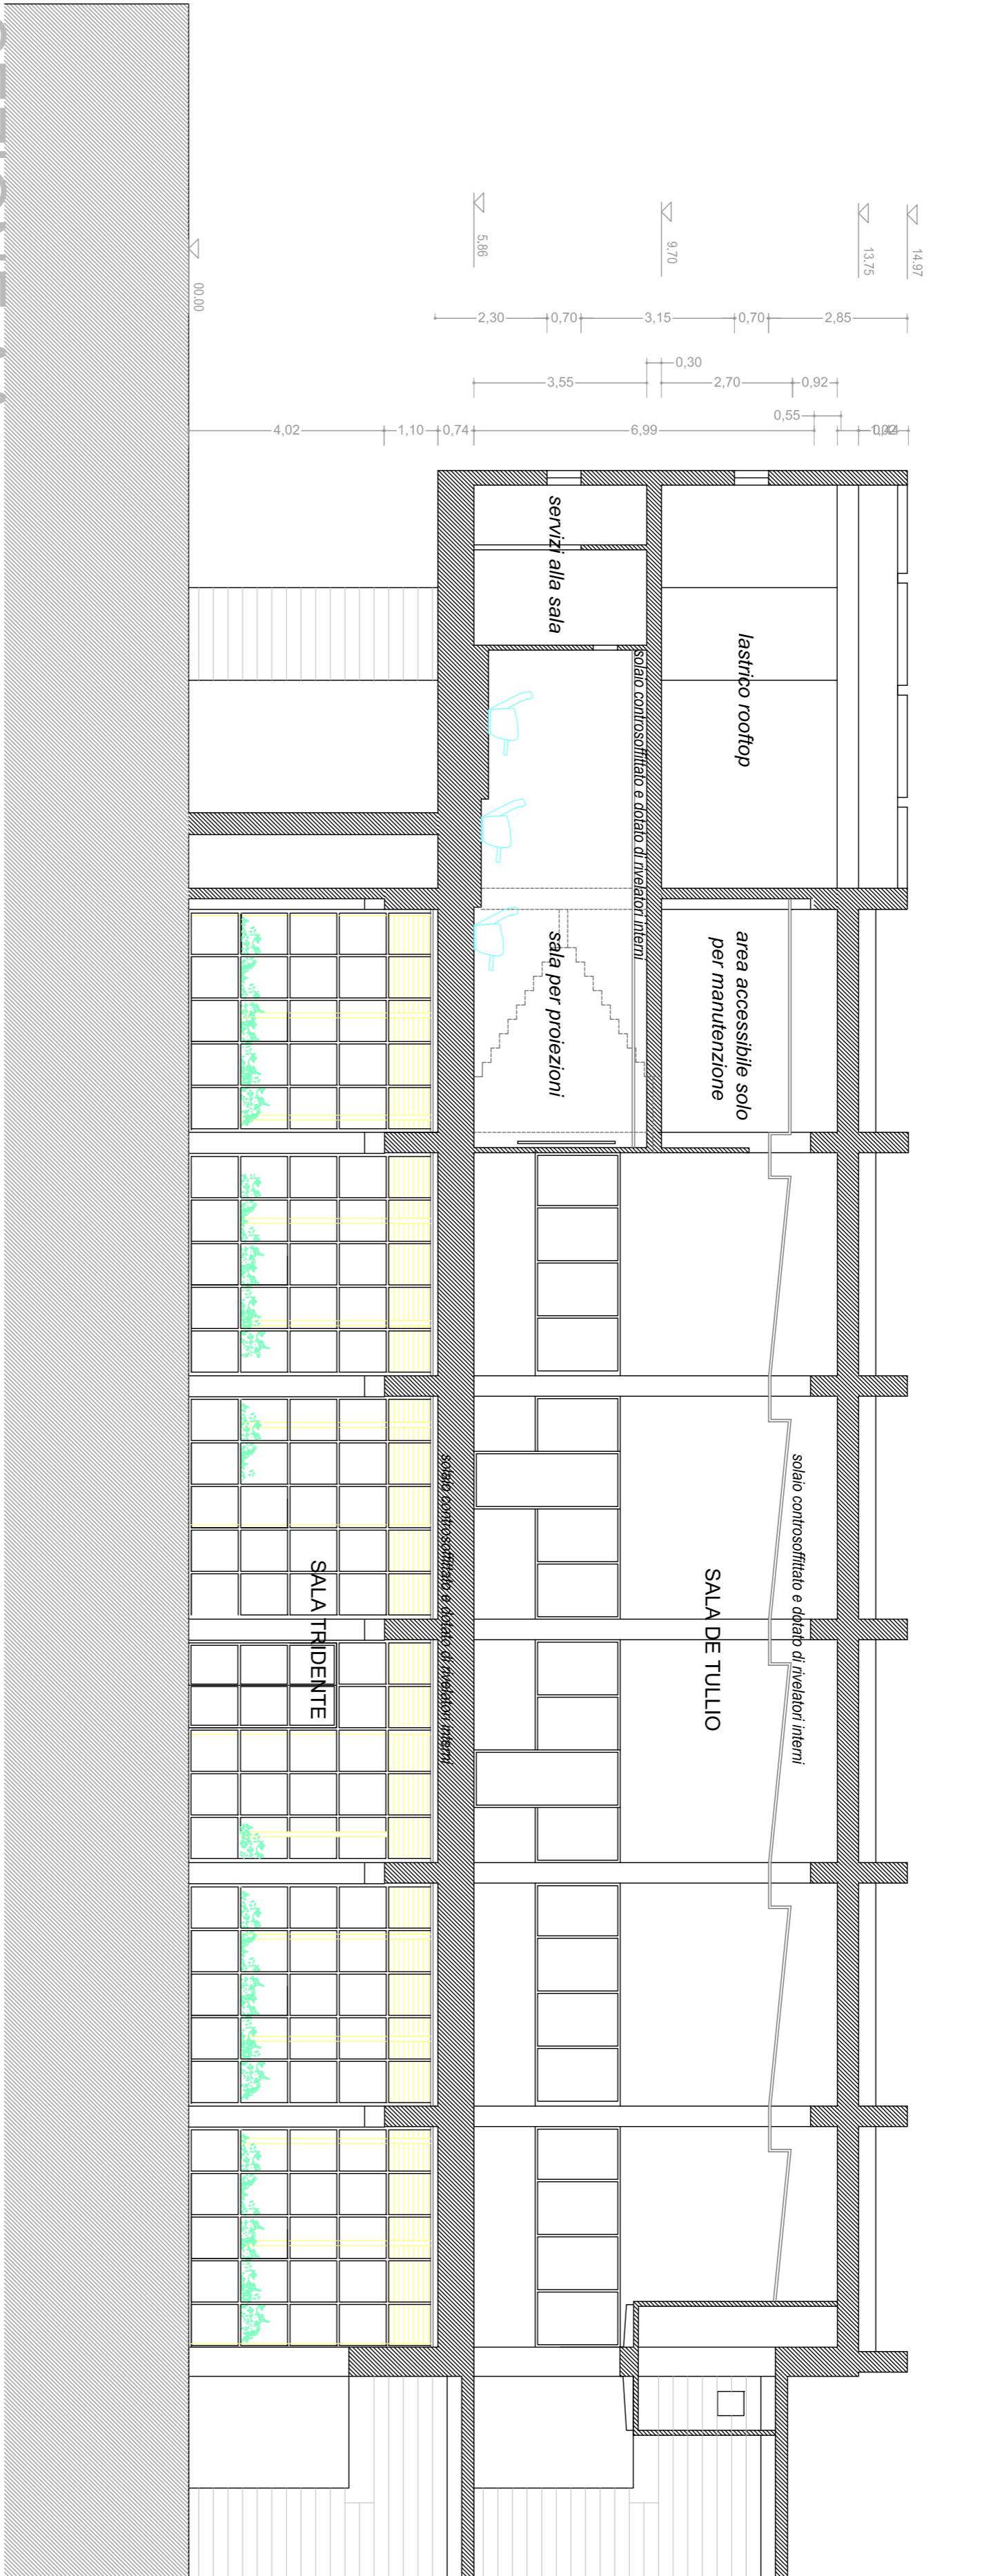 14.97
13.75
9.70
5.86
00.00
2,85
0,70
3,15
0,70
2,30
0,92
2,70
0,30
3,55
0,55
6,99
0,74
1,10
4,02
lastrico rooftop
servizi alla sala
solaio controsoffittato e dotato di rivelatori interni
area accessibile solo
per manutenzione
sala per proiezioni
solaio controsoffittato e dotato di rivelatori interni
SALA DE TULLIO
solaio controsoffittato e dotato di rivelatori interni
SALA TRIDENTE